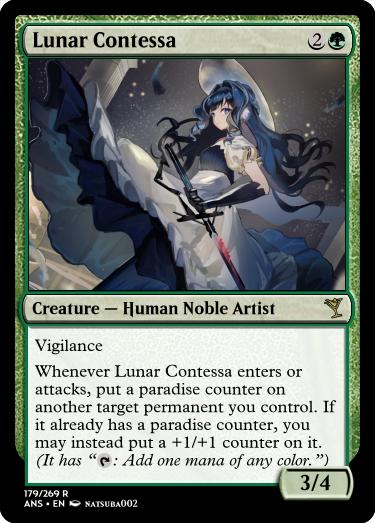 Lunar Contessa 2
Creature — Human Noble Artist
Vigilance
Whenever Lunar Contessa enters or
attacks, put a paradise counter on
another target permanent you control. If
it already has a paradise counter, you
may instead put a +1/+1 counter on it.
(It has “: Add one mana of any color.”)
3/4
179/269 R
ANS • EN NATSUBA002